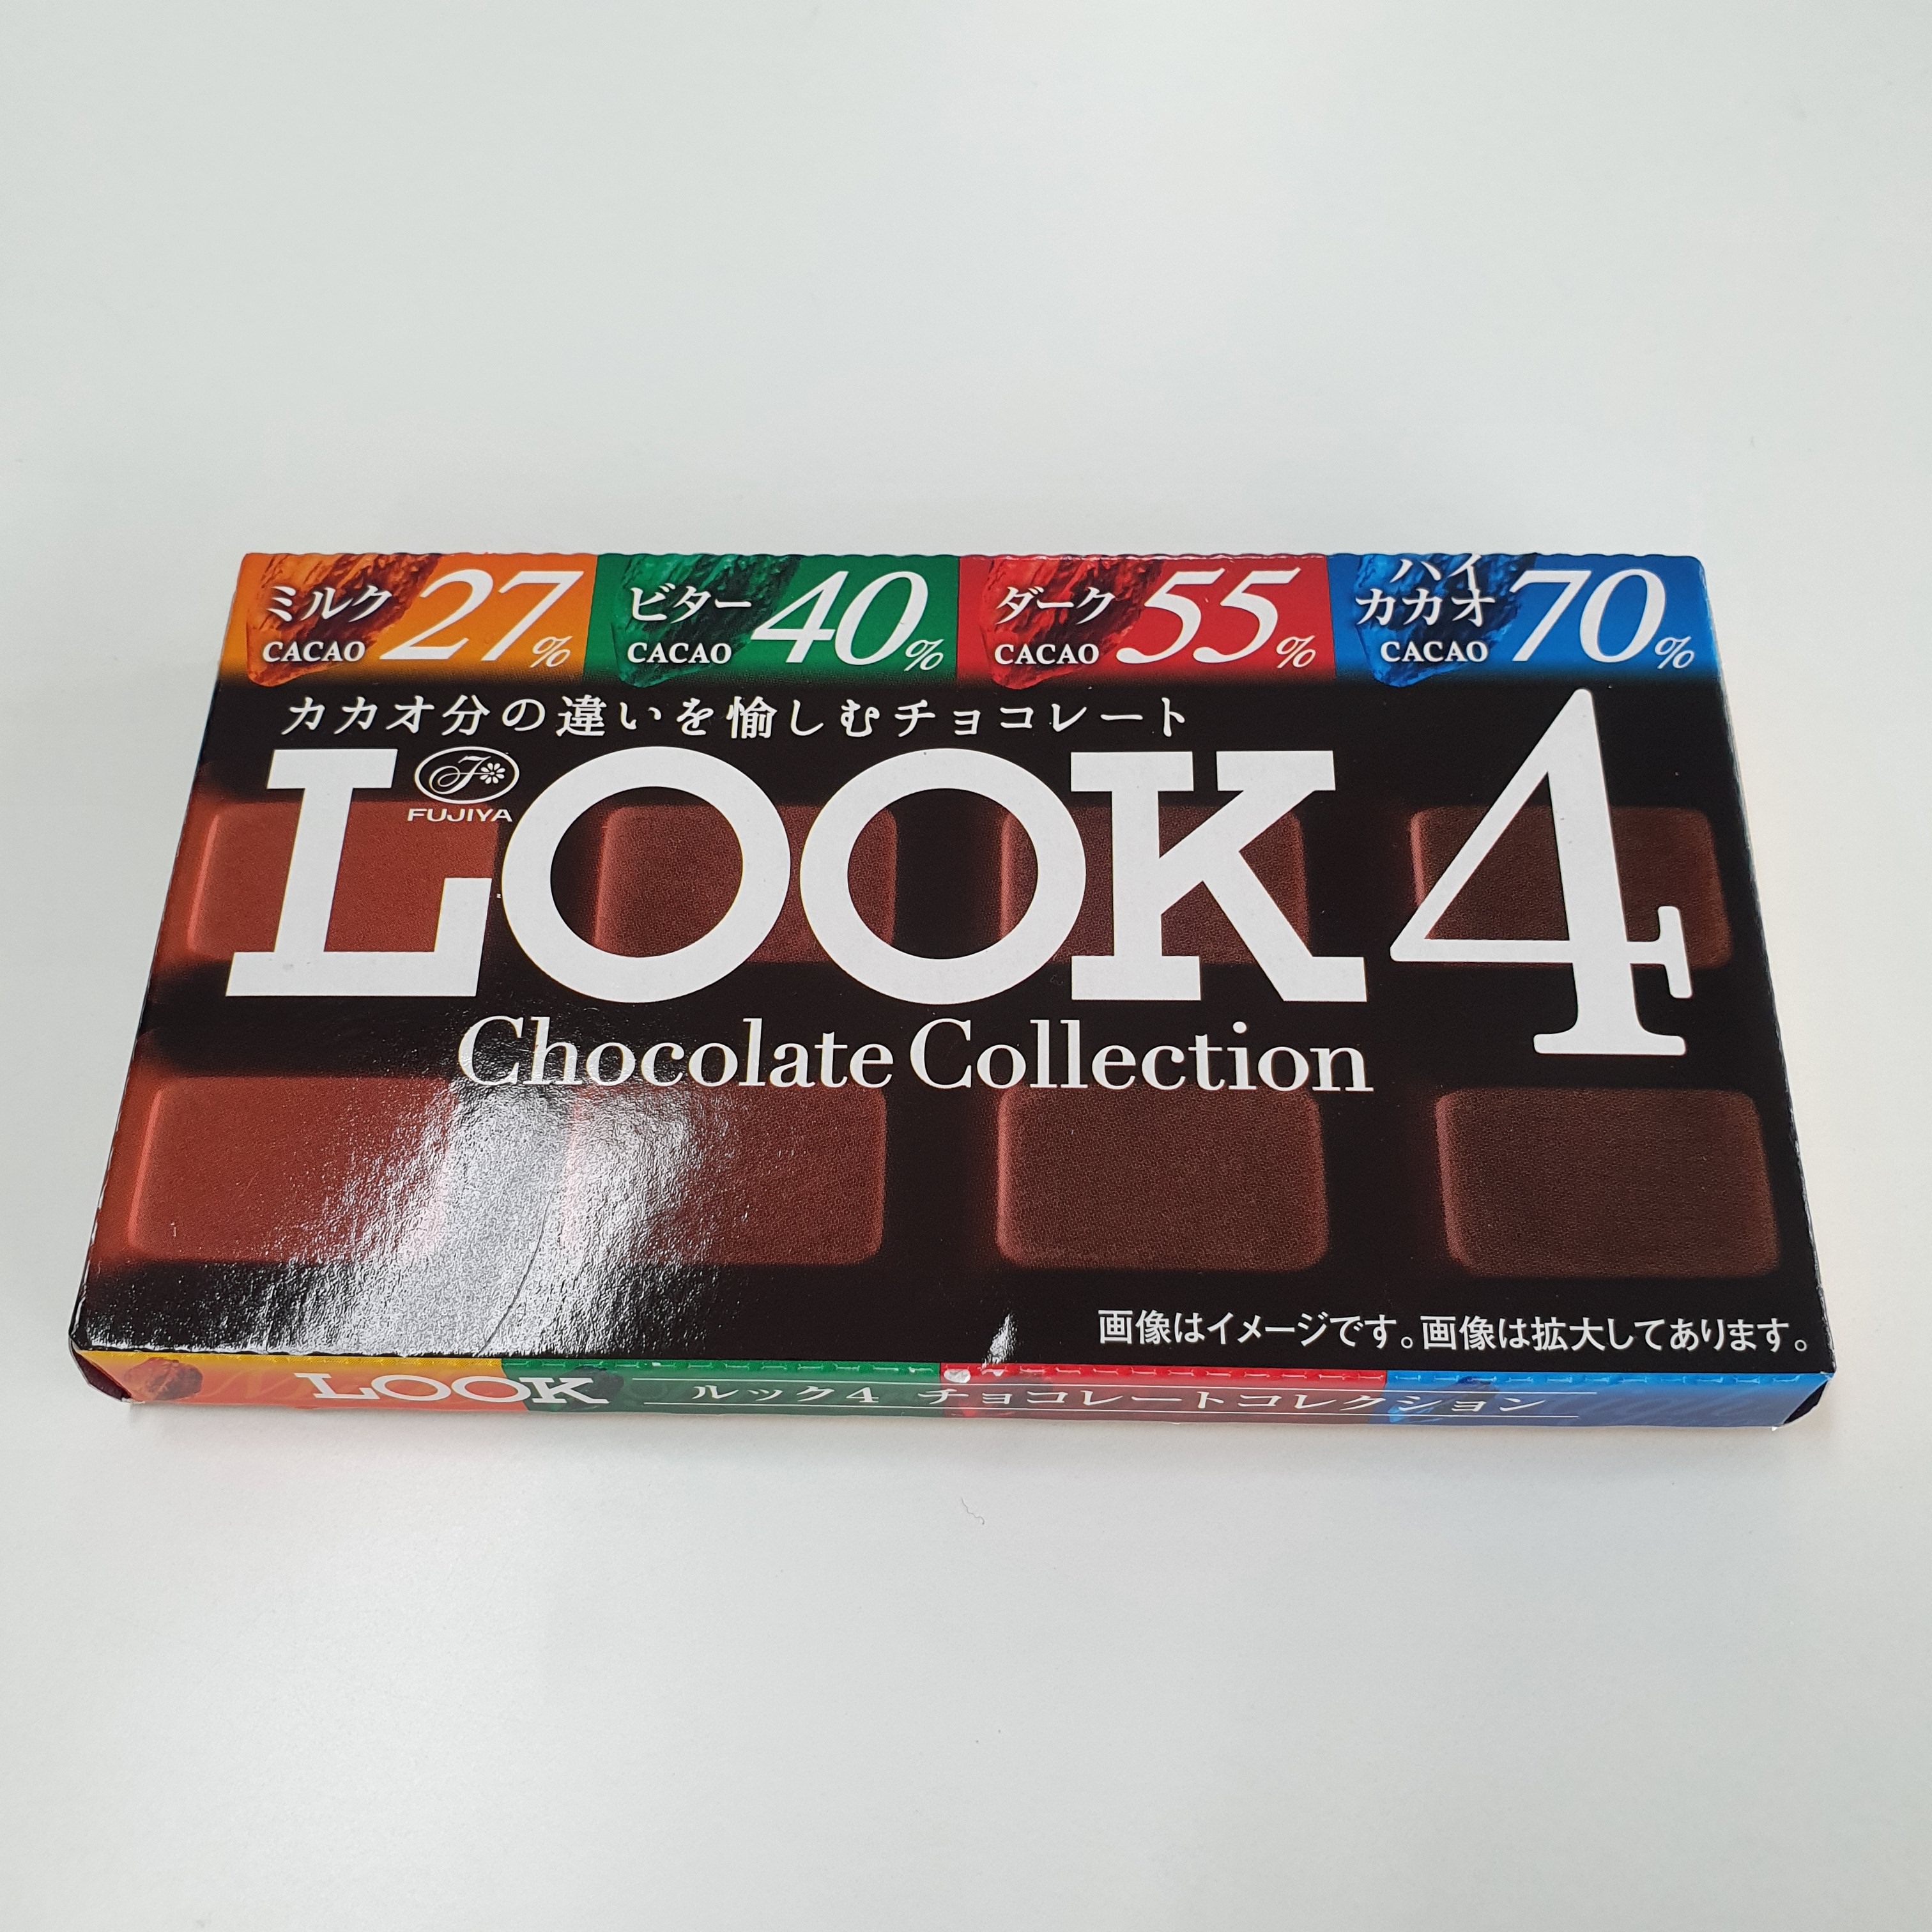 ミルク CACAO 27%
ビター CACAO 40%
ダーク CACAO 55%
ハイカカオ CACAO 70%
カカオ分の違いを愉しむチョコレート
FUJIYA
LOOK4
Chocolate Collection
画像はイメージです。画像は拡大してあります。
LOOK ルック4 チョコレートコレクション